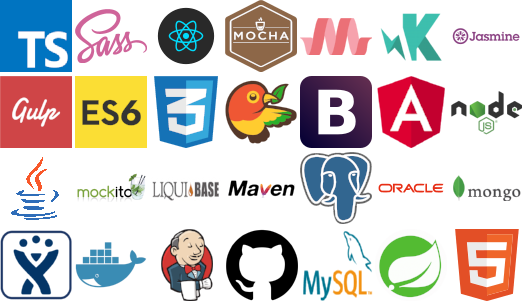 TS Sass MOCHA Jasmine
Gulp ES6 3 B A node
JS
mockito LIQUIBASE Maven ORACLE mongo
MySQL 5